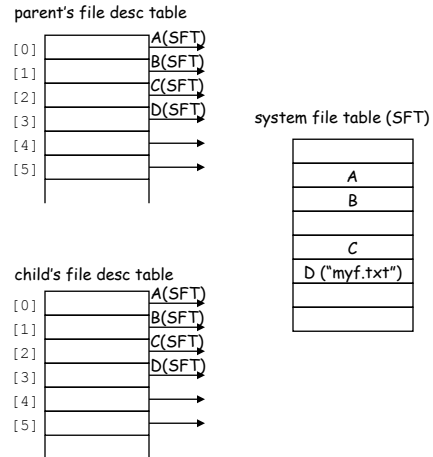 parent's file desc table
[0] A(SFT)
[1] B(SFT)
[2] C(SFT)
[3] D(SFT)
[4]
[5]
system file table (SFT)
A
B
C
D ("myf.txt")
child's file desc table
[0] A(SFT)
[1] B(SFT)
[2] C(SFT)
[3] D(SFT)
[4]
[5]